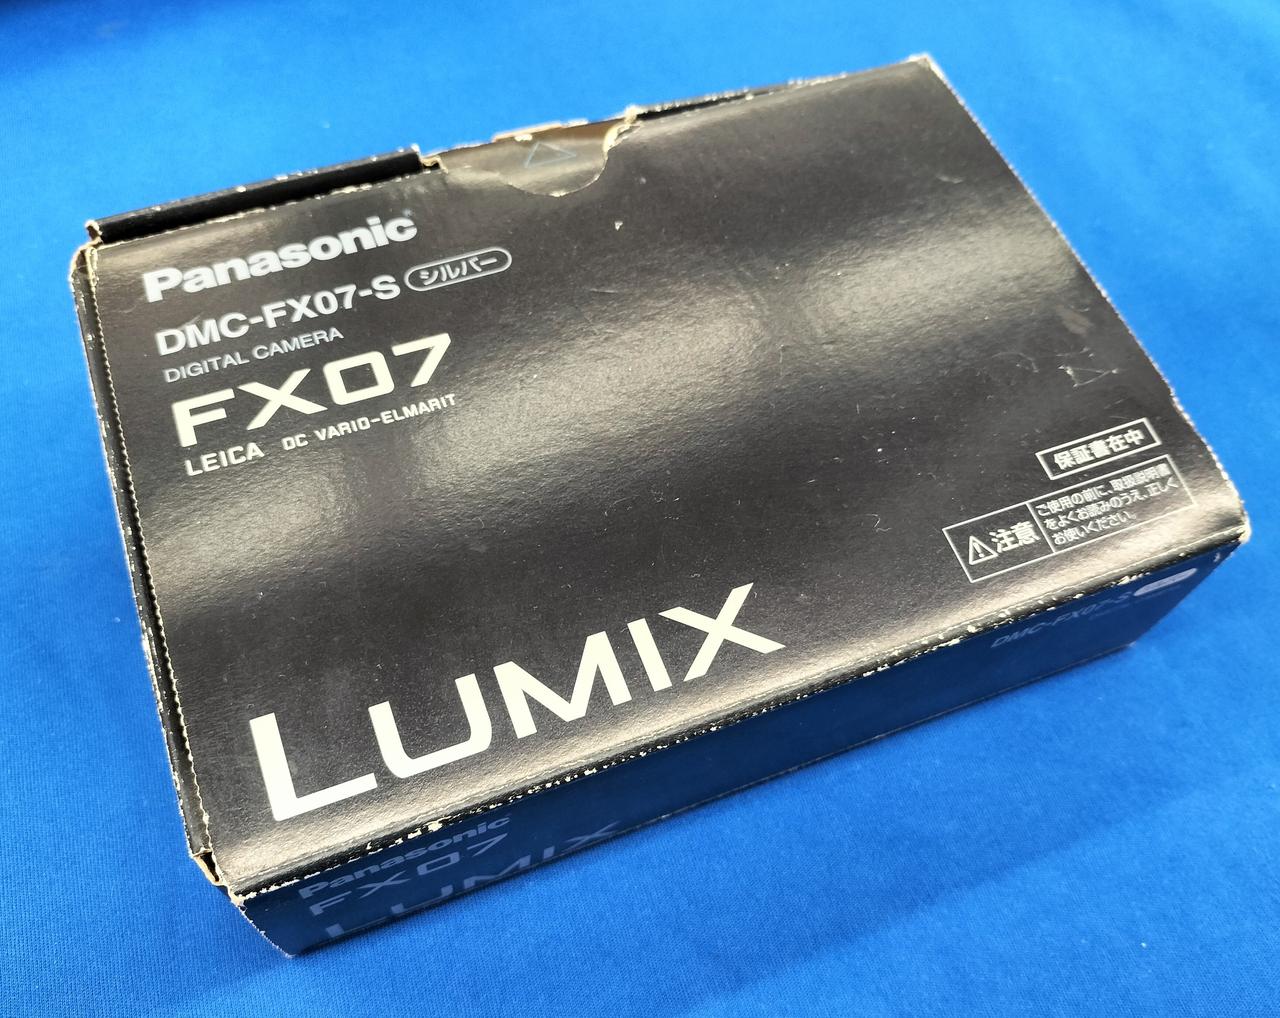 Panasonic
DMC-FX07-S シルバー
DIGITAL CAMERA
FX07
LEICA DC VARIO-ELMARIT
保証書在中
注意
ご使用の前に、取扱説明書
をよくお読みのうえ、正しく
お使いください。
LUMIX
DMC-FX07-S
Panasonic
FX07
LUMIX